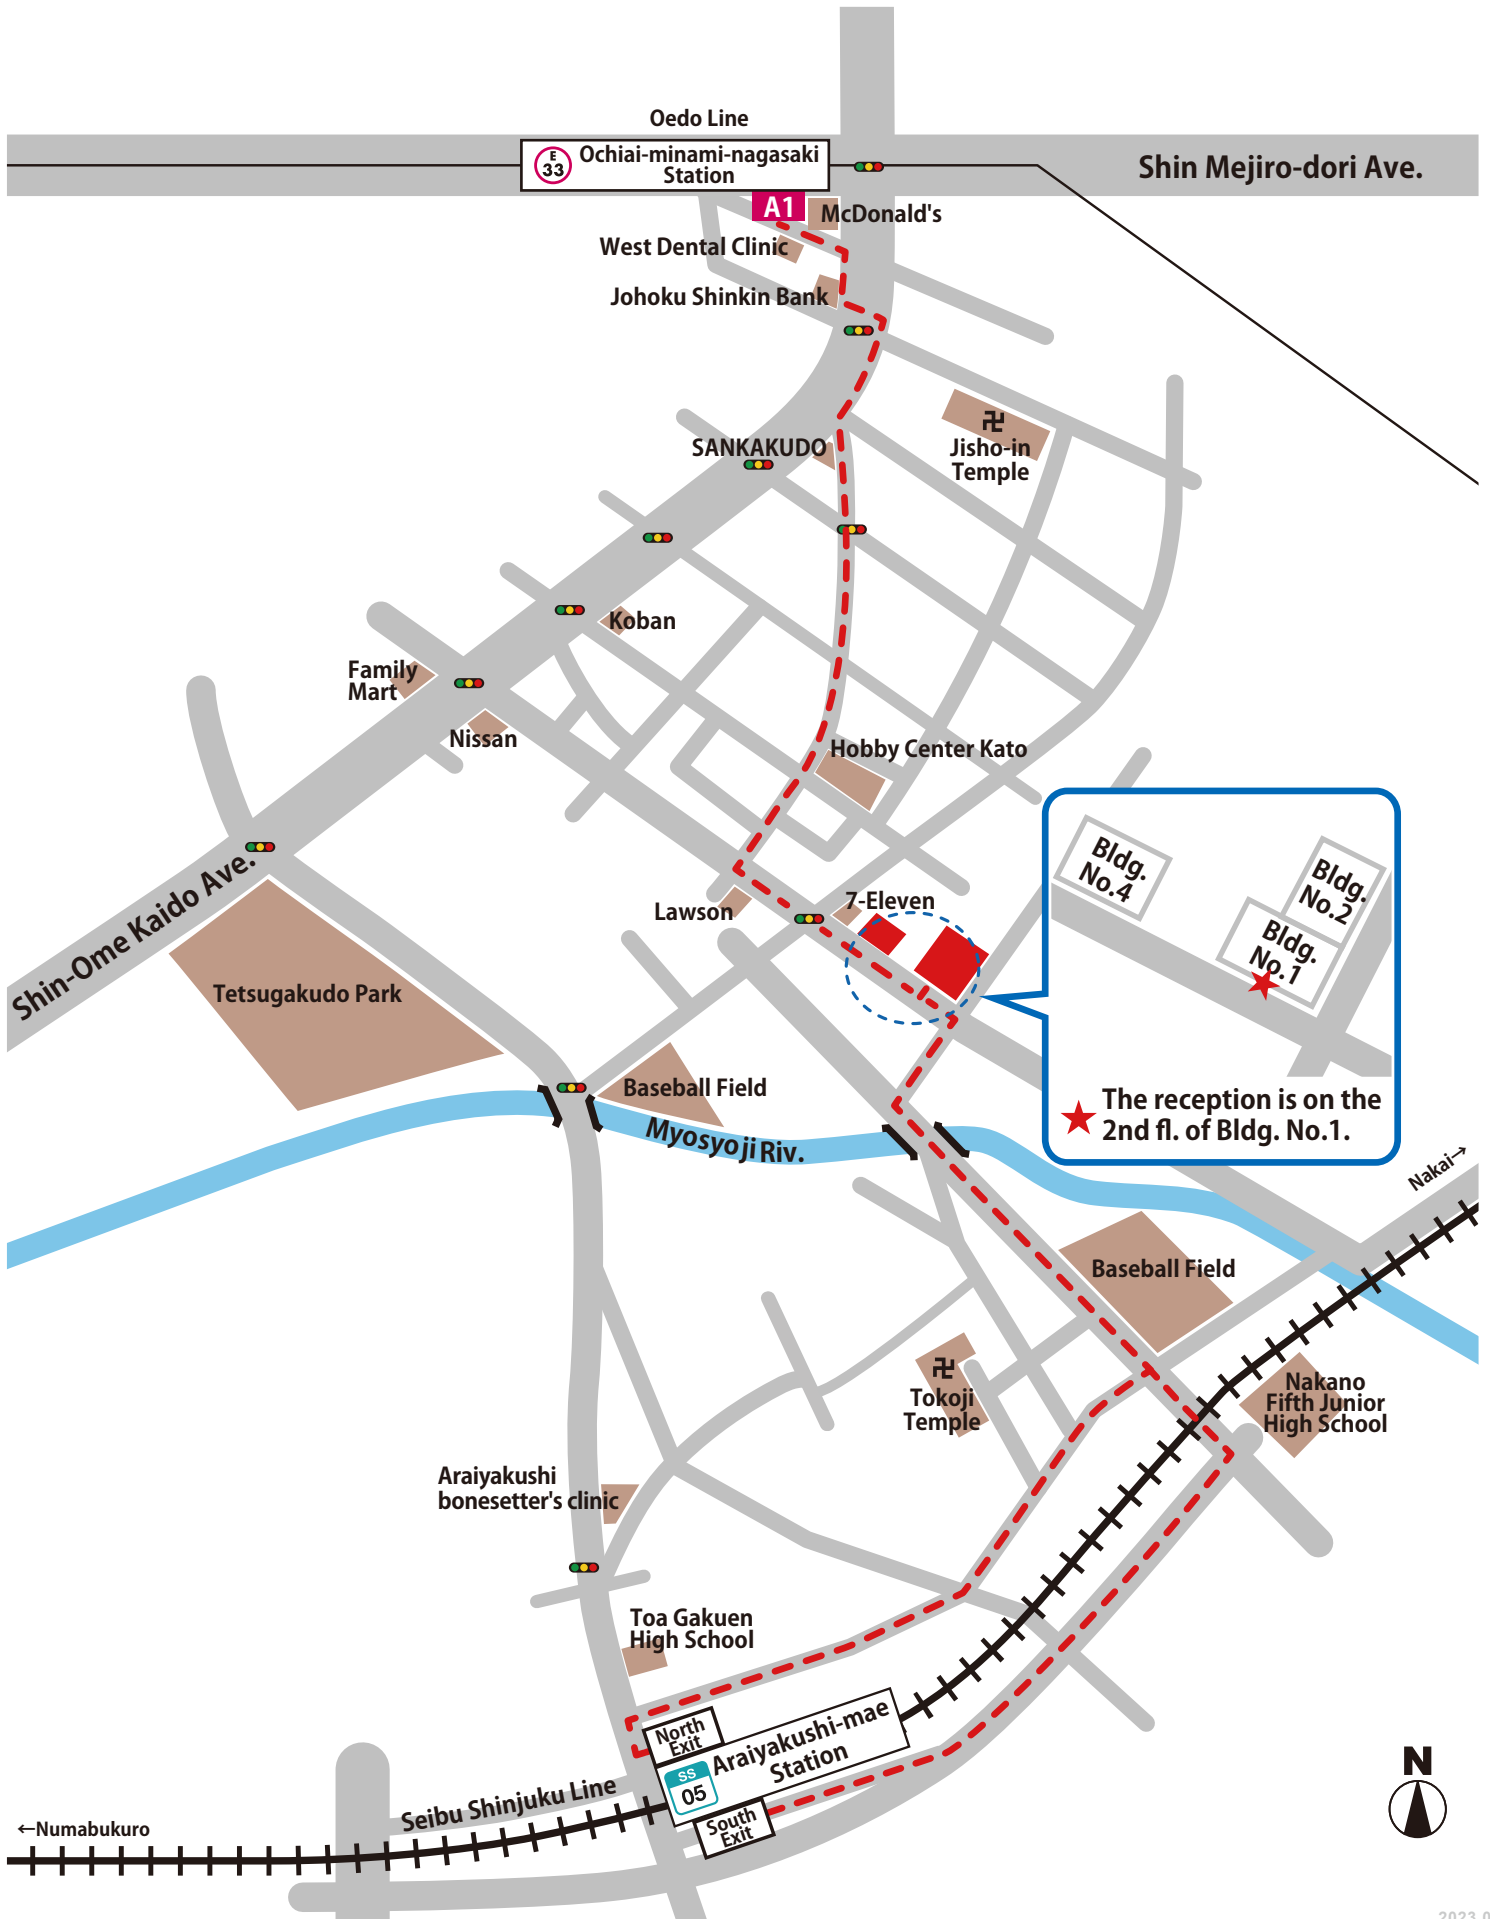 Oedo Line
E
33
Ochiai-minami-nagasaki
Station
Shin Mejiro-dori Ave.
A1
McDonald's
West Dental Clinic
Johoku Shinkin Bank
SANKAKUDO
卍
Jisho-in
Temple
Koban
Family
Mart
Nissan
Hobby Center Kato
Shin-Ome Kaido Ave.
Lawson
7-Eleven
Bldg.
No.4
Bldg.
No.2
Bldg.
No.1
The reception is on the
2nd fl. of Bldg. No.1.
Tetsugakudo Park
Baseball Field
Myosyoji Riv.
Nakai→
Baseball Field
卍
Tokoji
Temple
Nakano
Fifth Junior
High School
Araiyakushi
bonesetter's clinic
Toa Gakuen
High School
North
Exit
Araiyakushi-mae
Station
SS
05
South
Exit
Seibu Shinjuku Line
←Numabukuro
N